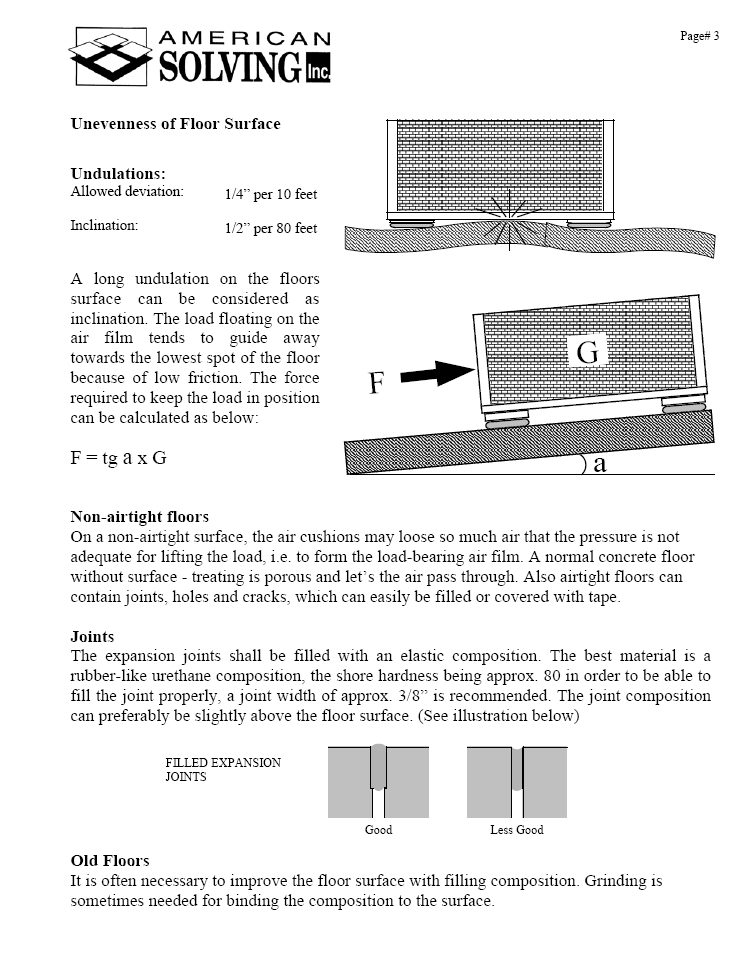 AMERICAN
SOLVING Inc.
Page# 3
Unevenness of Floor Surface
Undulations:
Allowed deviation: 1/4” per 10 feet
Inclination: 1/2” per 80 feet
A long undulation on the floors
surface can be considered as
inclination. The load floating on the
air film tends to guide away
towards the lowest spot of the floor
because of low friction. The force
required to keep the load in position
can be calculated as below:
F = tg a x G
F
G
a
Non-airtight floors
On a non-airtight surface, the air cushions may loose so much air that the pressure is not
adequate for lifting the load, i.e. to form the load-bearing air film. A normal concrete floor
without surface - treating is porous and let’s the air pass through. Also airtight floors can
contain joints, holes and cracks, which can easily be filled or covered with tape.
Joints
The expansion joints shall be filled with an elastic composition. The best material is a
rubber-like urethane composition, the shore hardness being approx. 80 in order to be able to
fill the joint properly, a joint width of approx. 3/8” is recommended. The joint composition
can preferably be slightly above the floor surface. (See illustration below)
FILLED EXPANSION
JOINTS
Good
Less Good
Old Floors
It is often necessary to improve the floor surface with filling composition. Grinding is
sometimes needed for binding the composition to the surface.